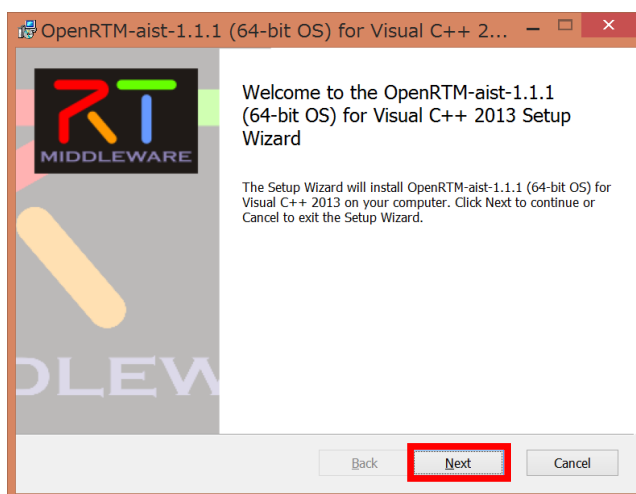 OpenRTM-aist-1.1.1 (64-bit OS) for Visual C++ 2...
RT
MIDDLEWARE
Welcome to the OpenRTM-aist-1.1.1
(64-bit OS) for Visual C++ 2013 Setup
Wizard
The Setup Wizard will install OpenRTM-aist-1.1.1 (64-bit OS) for
Visual C++ 2013 on your computer. Click Next to continue or
Cancel to exit the Setup Wizard.
DLEW
Back Next Cancel